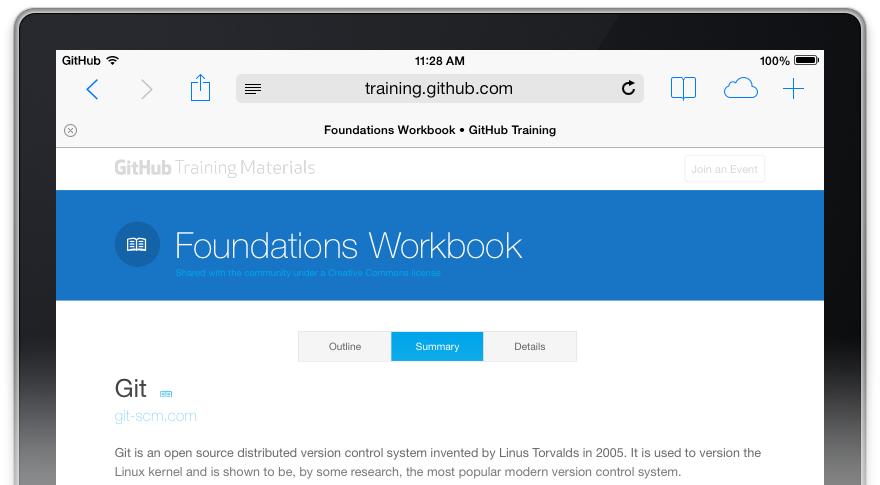 GitHub 11:28 AM 100%
training.github.com
Foundations Workbook • GitHub Training
GitHub Training Materials Join an Event
Foundations Workbook
Shared with the community under a Creative Commons license
Outline Summary Details
Git
git-scm.com
Git is an open source distributed version control system invented by Linus Torvalds in 2005. It is used to version the
Linux kernel and is shown to be, by some research, the most popular modern version control system.